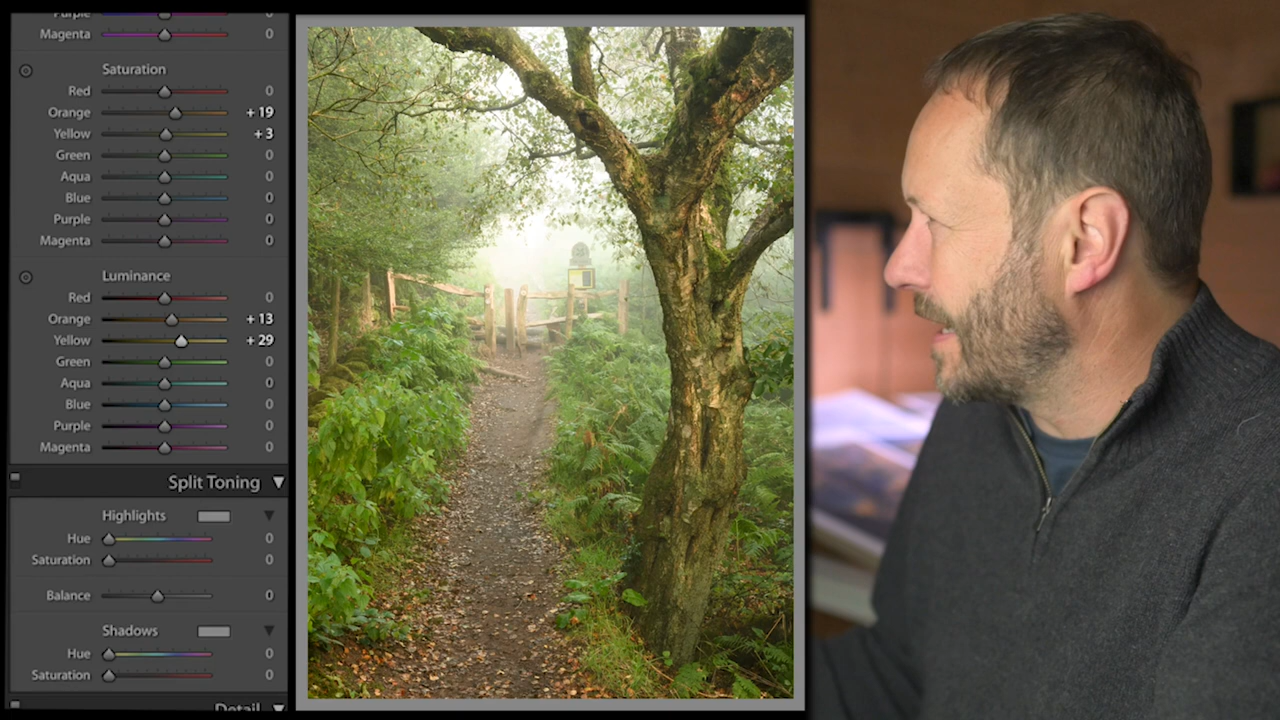 Purple 0
Magenta 0
Saturation
Red 0
Orange + 19
Yellow + 3
Green 0
Aqua 0
Blue 0
Purple 0
Magenta 0
Luminance
Red 0
Orange + 13
Yellow + 29
Green 0
Aqua 0
Blue 0
Purple 0
Magenta 0
Split Toning
Highlights
Hue 0
Saturation 0
Balance 0
Shadows
Hue 0
Saturation 0
Detail